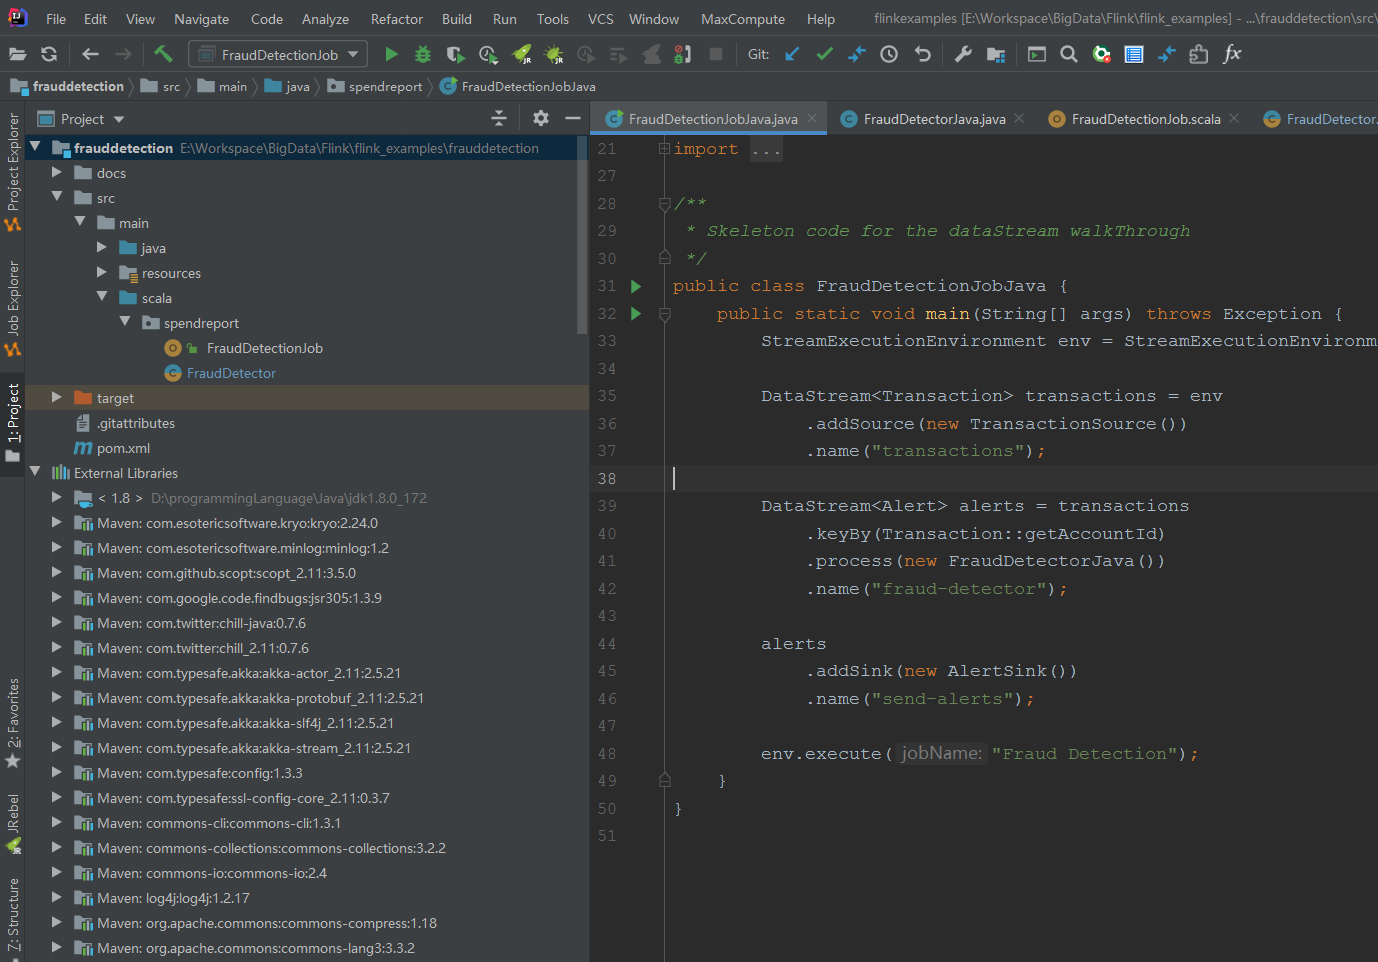 File Edit View Navigate Code Analyze Refactor Build Run Tools VCS Window MaxCompute Help flinkexamples [E:\Workspace\BigData\Flink\flink_examples] - ...\frauddetection\src\
FraudDetectionJob Git:
frauddetection src main java spendreport FraudDetectionJobJava
Project
FraudDetectionJobJava.java FraudDetectorJava.java FraudDetectionJob.scala FraudDetector.
Project Explorer
Job Explorer
1: Project
2: Favorites
JRebel
Z: Structure
frauddetection E:\Workspace\BigData\Flink\flink_examples\frauddetection
docs
src
main
java
resources
scala
spendreport
FraudDetectionJob
FraudDetector
target
.gitattributes
pom.xml
External Libraries
< 1.8 > D:\programmingLanguage\Java\jdk1.8.0_172
Maven: com.esotericsoftware.kryo:kryo:2.24.0
Maven: com.esotericsoftware.minlog:minlog:1.2
Maven: com.github.scopt:scopt_2.11:3.5.0
Maven: com.google.code.findbugs:jsr305:1.3.9
Maven: com.twitter:chill-java:0.7.6
Maven: com.twitter:chill_2.11:0.7.6
Maven: com.typesafe.akka:akka-actor_2.11:2.5.21
Maven: com.typesafe.akka:akka-protobuf_2.11:2.5.21
Maven: com.typesafe.akka:akka-slf4j_2.11:2.5.21
Maven: com.typesafe.akka:akka-stream_2.11:2.5.21
Maven: com.typesafe:config:1.3.3
Maven: com.typesafe:ssl-config-core_2.11:0.3.7
Maven: commons-cli:commons-cli:1.3.1
Maven: commons-collections:commons-collections:3.2.2
Maven: commons-io:commons-io:2.4
Maven: log4j:log4j:1.2.17
Maven: org.apache.commons:commons-compress:1.18
Maven: org.apache.commons:commons-lang3:3.3.2
21 import ...
27
28 /**
29 * Skeleton code for the dataStream walkThrough
30 */
31 public class FraudDetectionJobJava {
32 public static void main(String[] args) throws Exception {
33 StreamExecutionEnvironment env = StreamExecutionEnvironm
34
35 DataStream<Transaction> transactions = env
36 .addSource(new TransactionSource())
37 .name("transactions");
38
39 DataStream<Alert> alerts = transactions
40 .keyBy(Transaction::getAccountId)
41 .process(new FraudDetectorJava())
42 .name("fraud-detector");
43
44 alerts
45 .addSink(new AlertSink())
46 .name("send-alerts");
47
48 env.execute( jobName: "Fraud Detection");
49 }
50 }
51